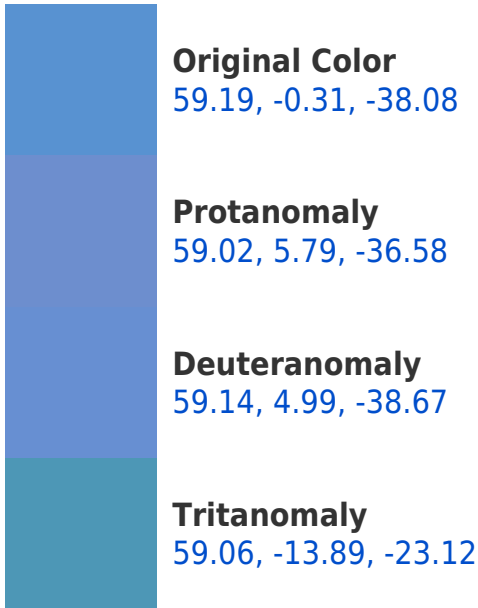 Original Color
59.19, -0.31, -38.08
Protanomaly
59.02, 5.79, -36.58
Deuteranomaly
59.14, 4.99, -38.67
Tritanomaly
59.06, -13.89, -23.12